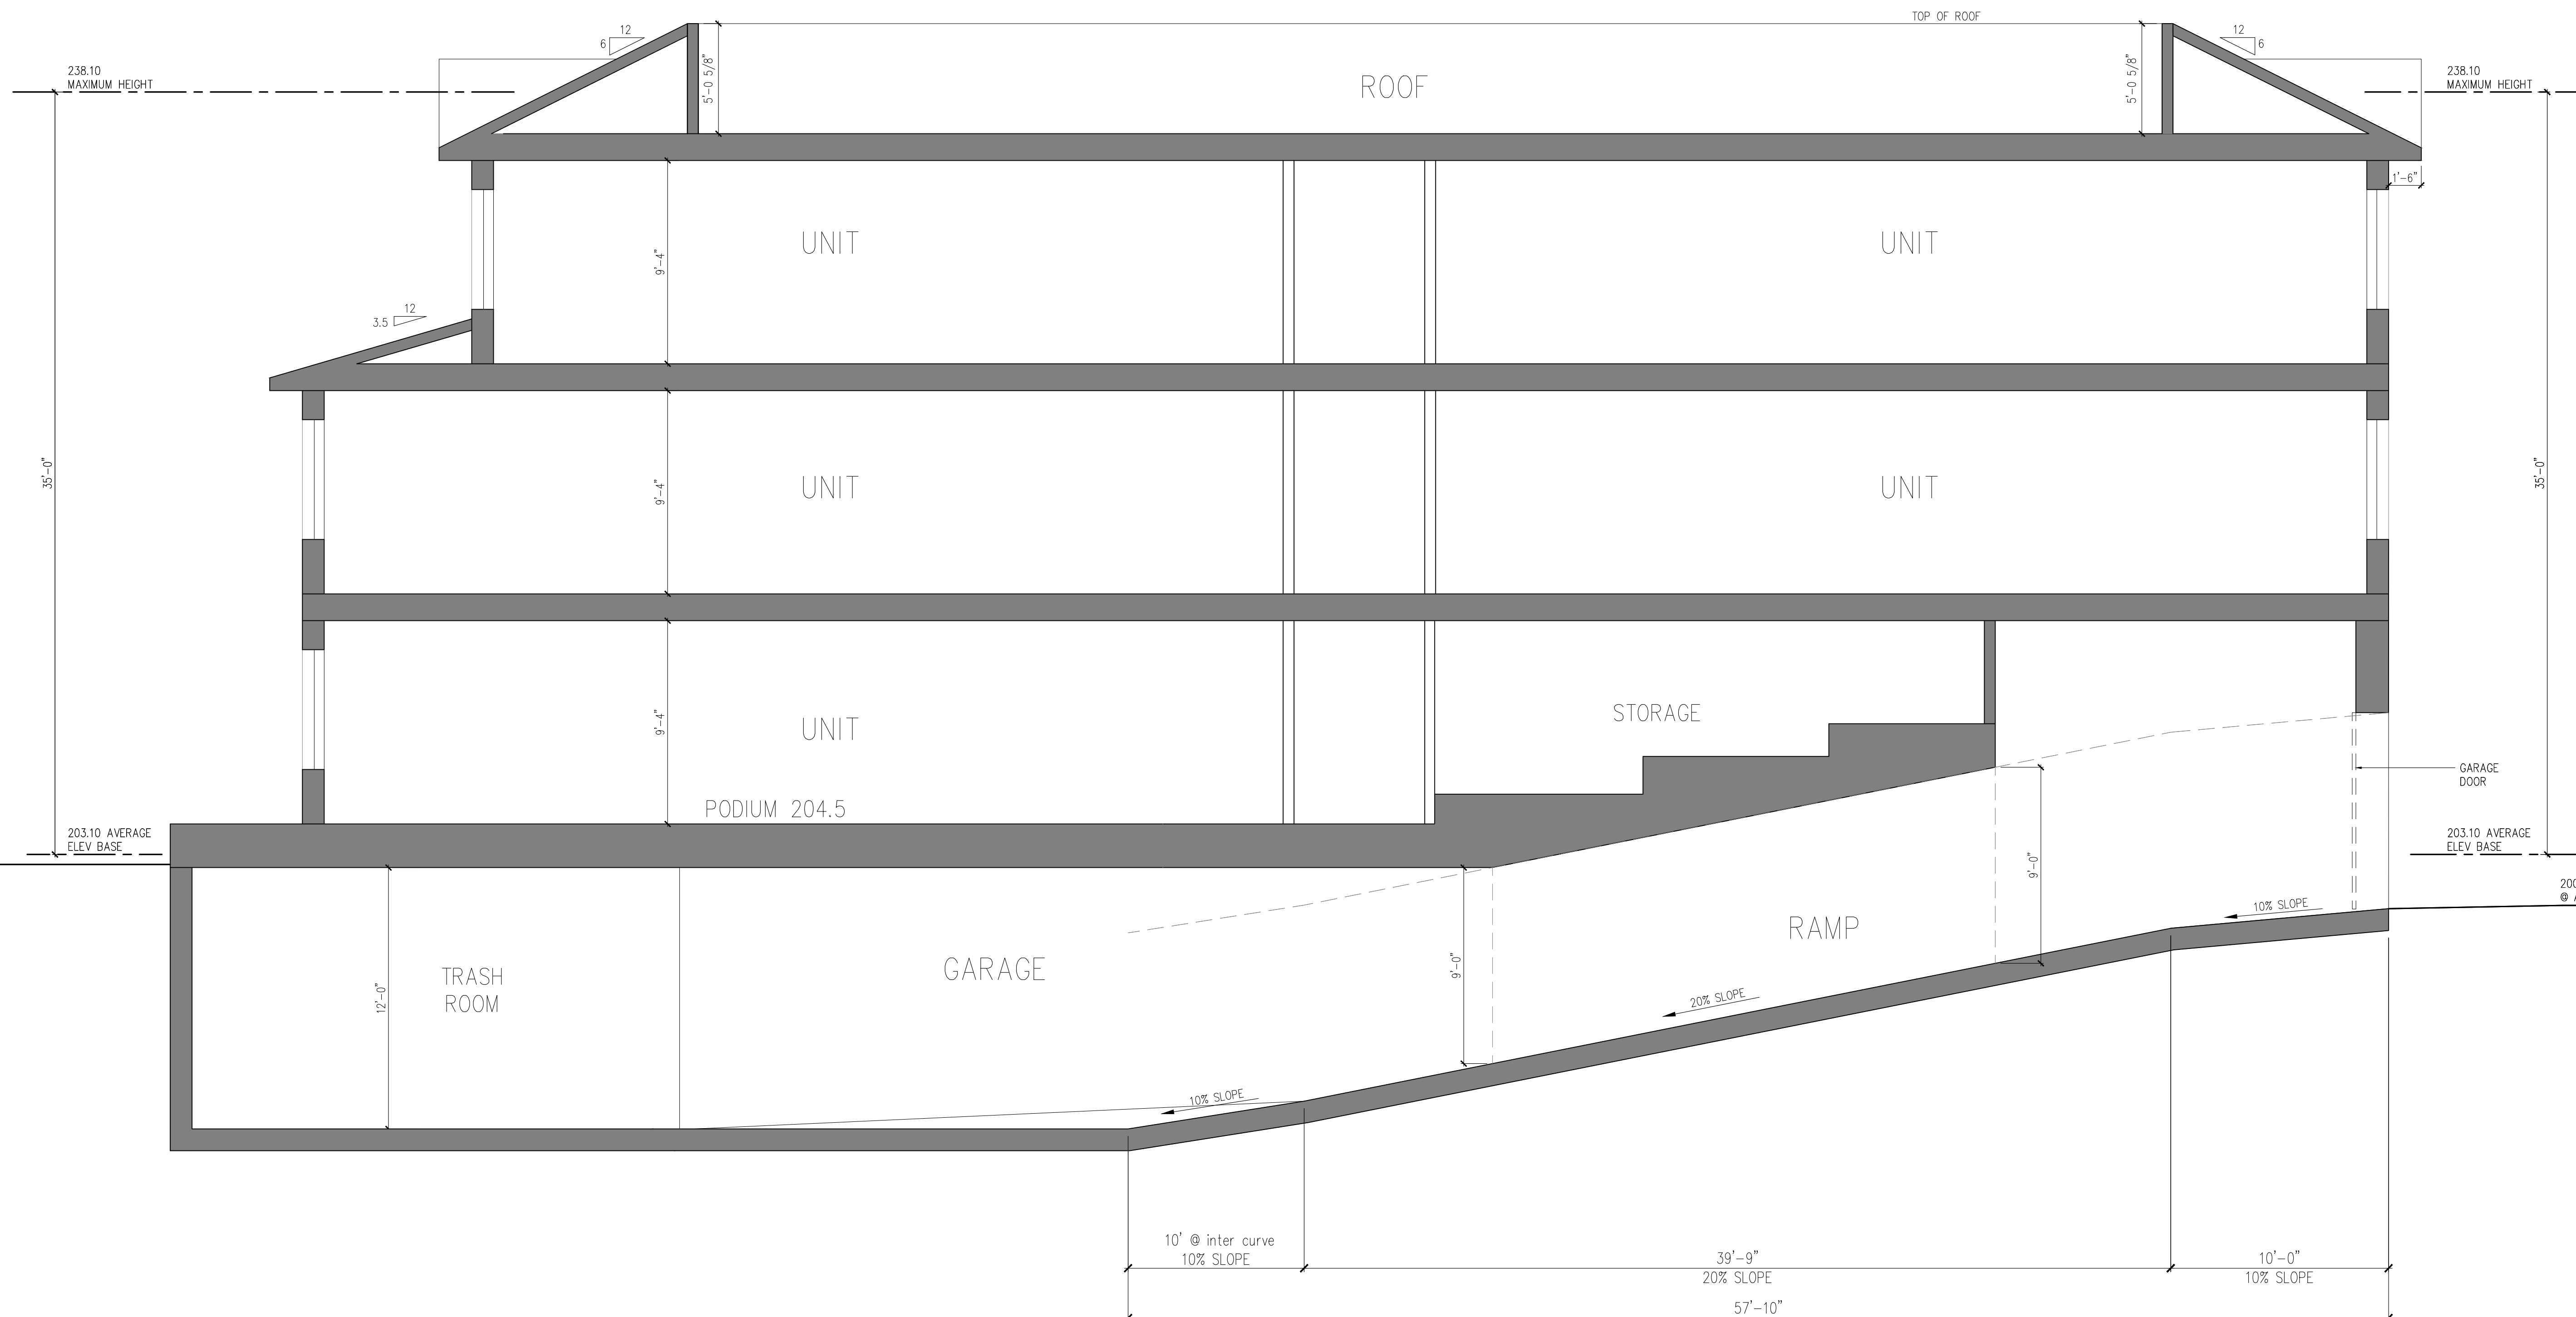 TOP OF ROOF
12
6
12
6
238.10
MAXIMUM HEIGHT
5'-0 5/8"
ROOF
5'-0 5/8"
238.10
MAXIMUM HEIGHT
1'-6"
UNIT
UNIT
9'-4"
12
3.5
35'-0"
9'-4"
UNIT
UNIT
35'-0"
9'-4"
UNIT
STORAGE
GARAGE
DOOR
PODIUM 204.5
203.10 AVERAGE
ELEV BASE
203.10 AVERAGE
ELEV BASE
9'-0"
200
@
10% SLOPE
RAMP
TRASH
ROOM
12'-0"
GARAGE
9'-0"
20% SLOPE
10% SLOPE
10' @ inter curve
10% SLOPE
39'-9"
20% SLOPE
10'-0"
10% SLOPE
57'-10"